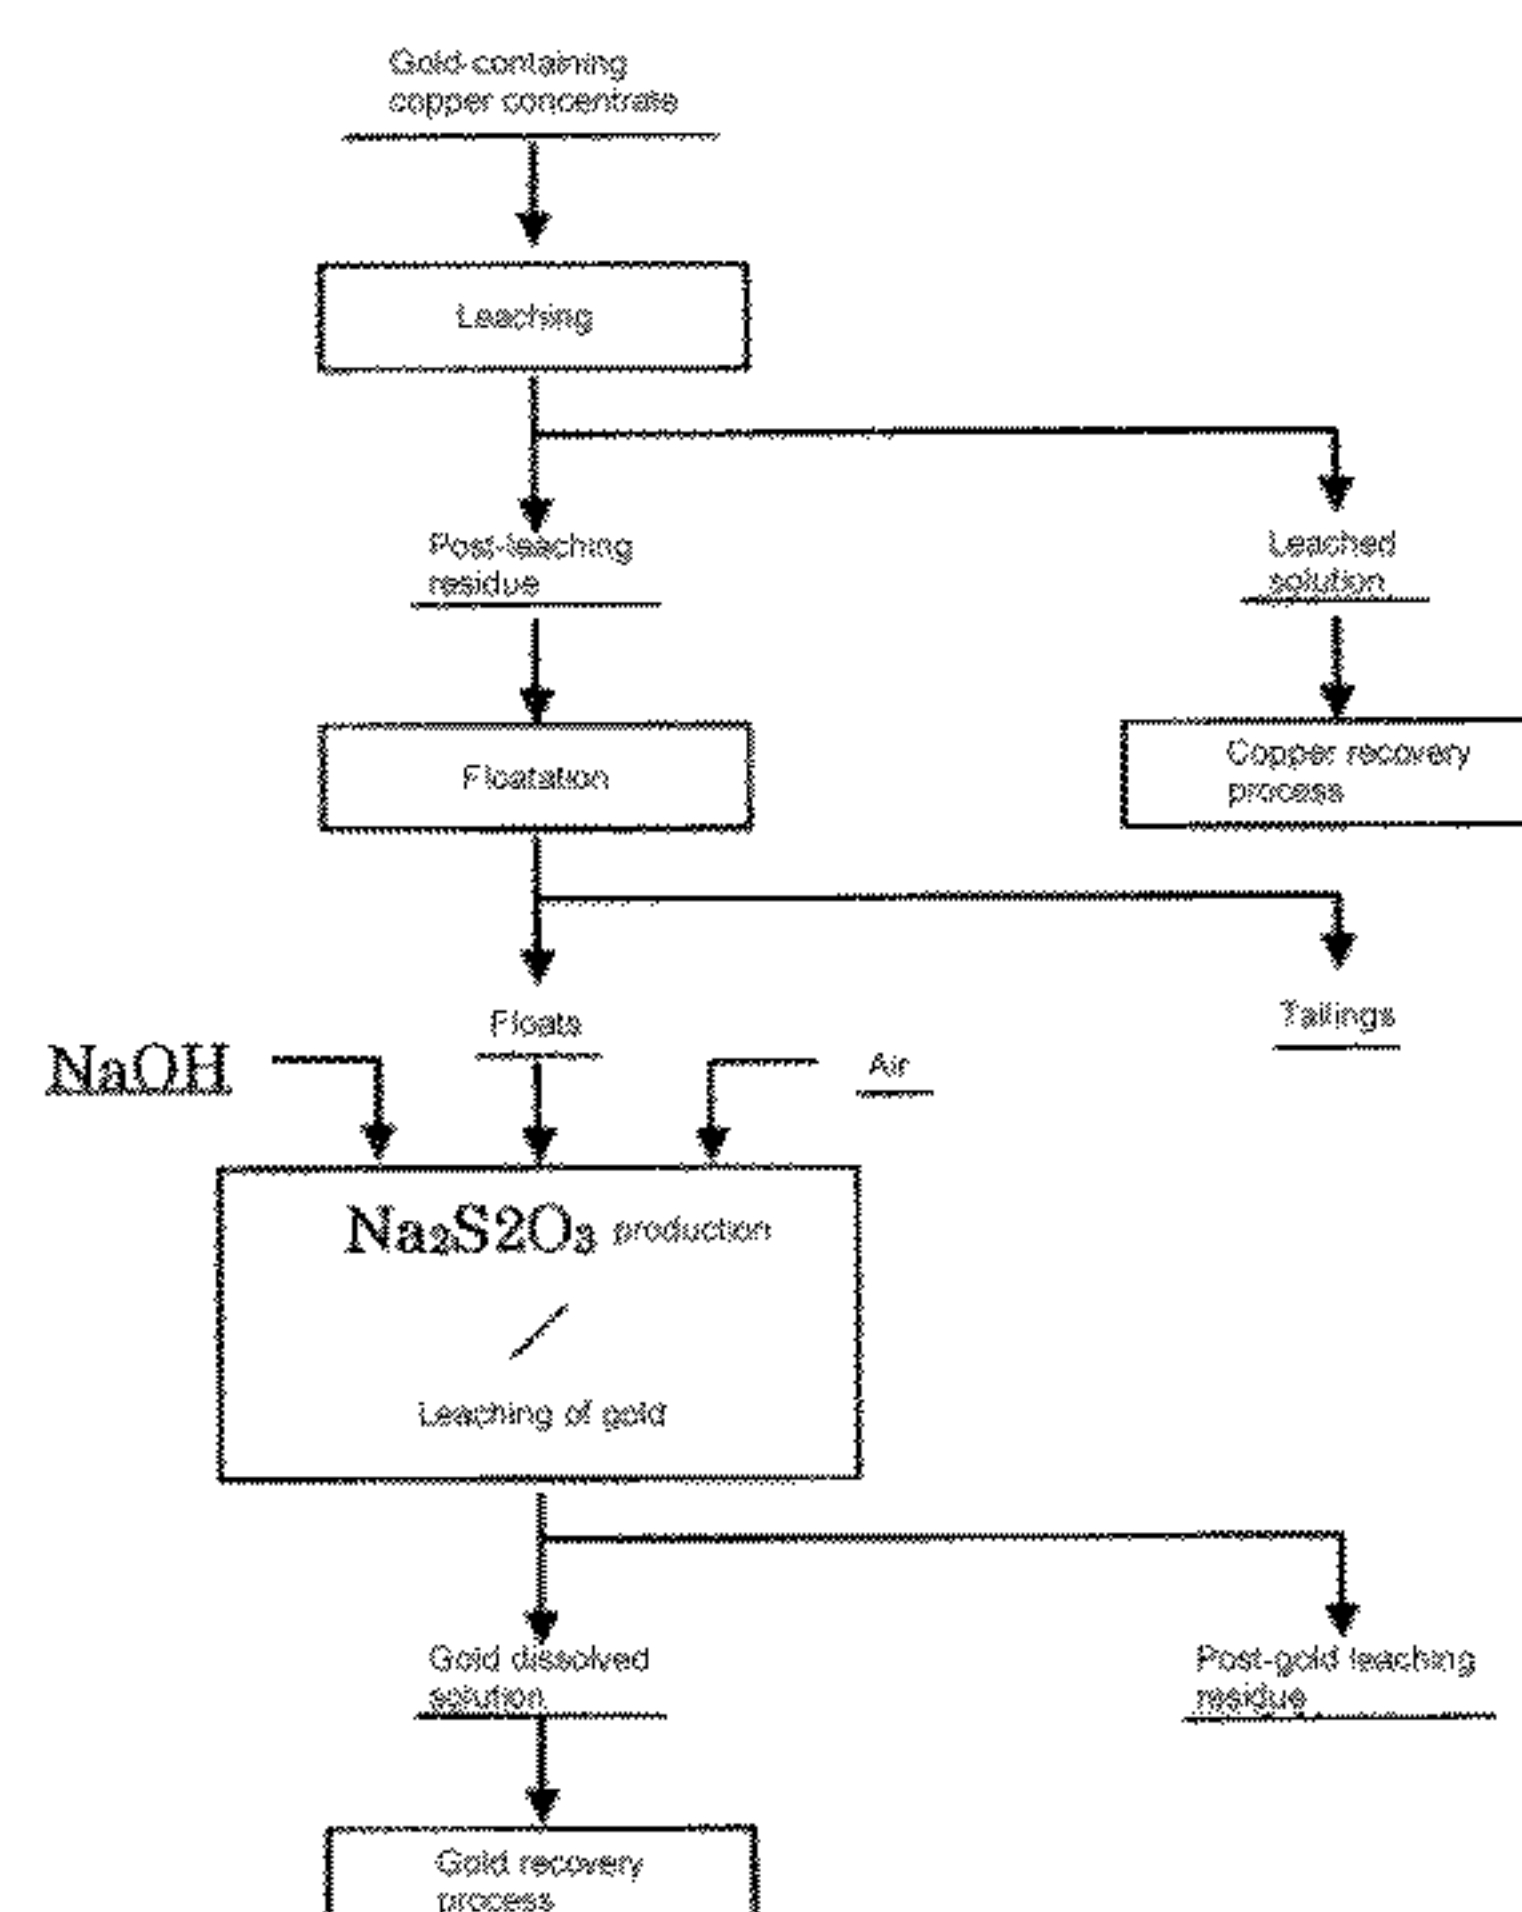 Gold-containing
copper concentrate
Leaching
Post-leaching
residue
Leached
solution
Floatation
Copper recovery
process
Floats
Tailings
NaOH
Air
Na₂S2O₃ production
/
Leaching of gold
Gold dissolved
solution
Post-gold leaching
residue
Gold recovery
process